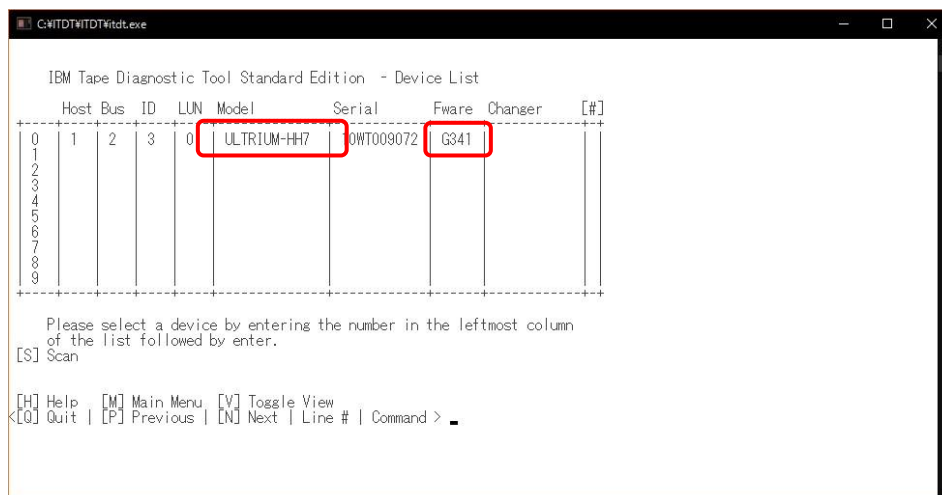 C:¥ITDT¥ITDT¥itdt.exe
IBM Tape Diagnostic Tool Standard Edition - Device List
Host Bus ID LUN Model Serial Fware Changer [#]
0 1 2 3 0 ULTRIUM-HH7 10WT009072 G341
1
2
3
4
5
6
7
8
9
Please select a device by entering the number in the leftmost column
of the list followed by enter.
[S] Scan
[H] Help [M] Main Menu [V] Toggle View
<[Q] Quit | [P] Previous | [N] Next | Line # | Command >